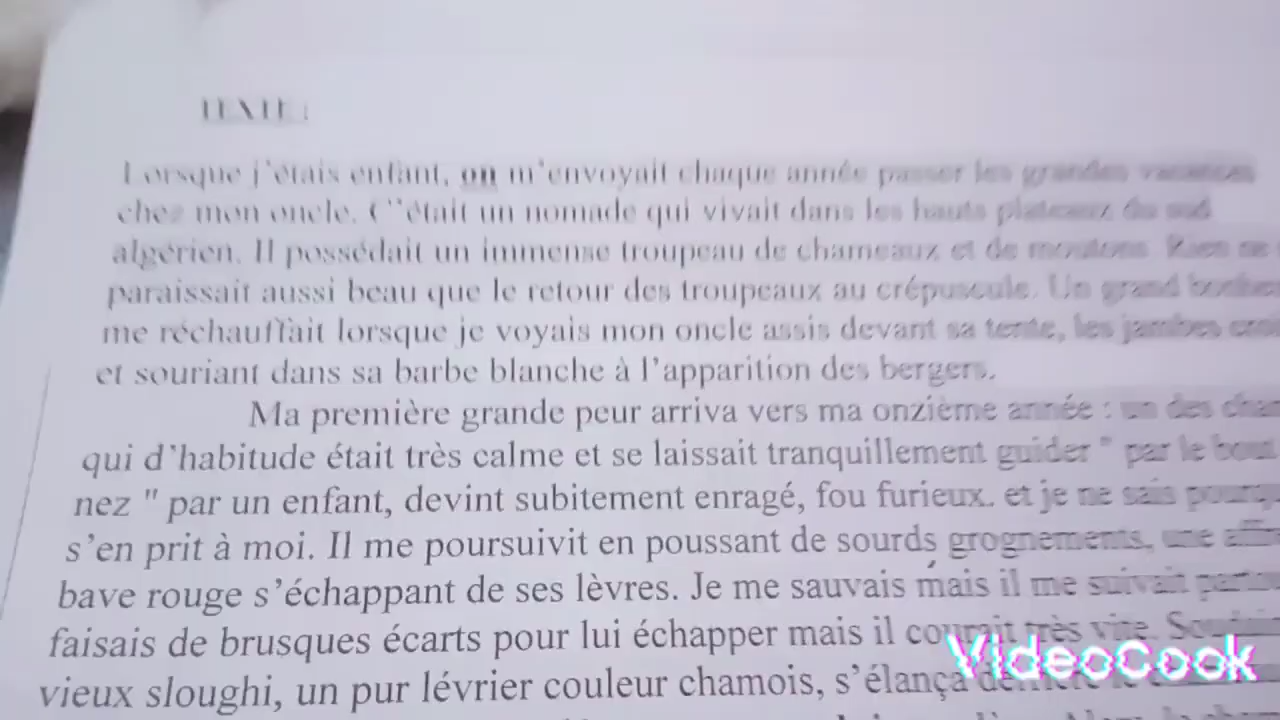 TEXTE :
Lorsque j'étais enfant, on m'envoyait chaque année passer les grandes vacances
chez mon oncle. C''était un nomade qui vivait dans les hauts plateaux du sud
algérien. Il possédait un immense troupeau de chameaux et de moutons. Rien ne
paraissait aussi beau que le retour des troupeaux au crépuscule. Un grand
me réchauffait lorsque je voyais mon oncle assis devant sa tente, les jambes
et souriant dans sa barbe blanche à l'apparition des bergers.
Ma première grande peur arriva vers ma onzième année : un des
qui d'habitude était très calme et se laissait tranquillement guider " par le bout
nez " par un enfant, devint subitement enragé, fou furieux. et je ne sais
s'en prit à moi. Il me poursuivit en poussant de sourds grognements, une
bave rouge s'échappant de ses lèvres. Je me sauvais mais il me suivait
faisais de brusques écarts pour lui échapper mais il courait très vite.
vieux sloughi, un pur lévrier couleur chamois, s'élança
VideoCook